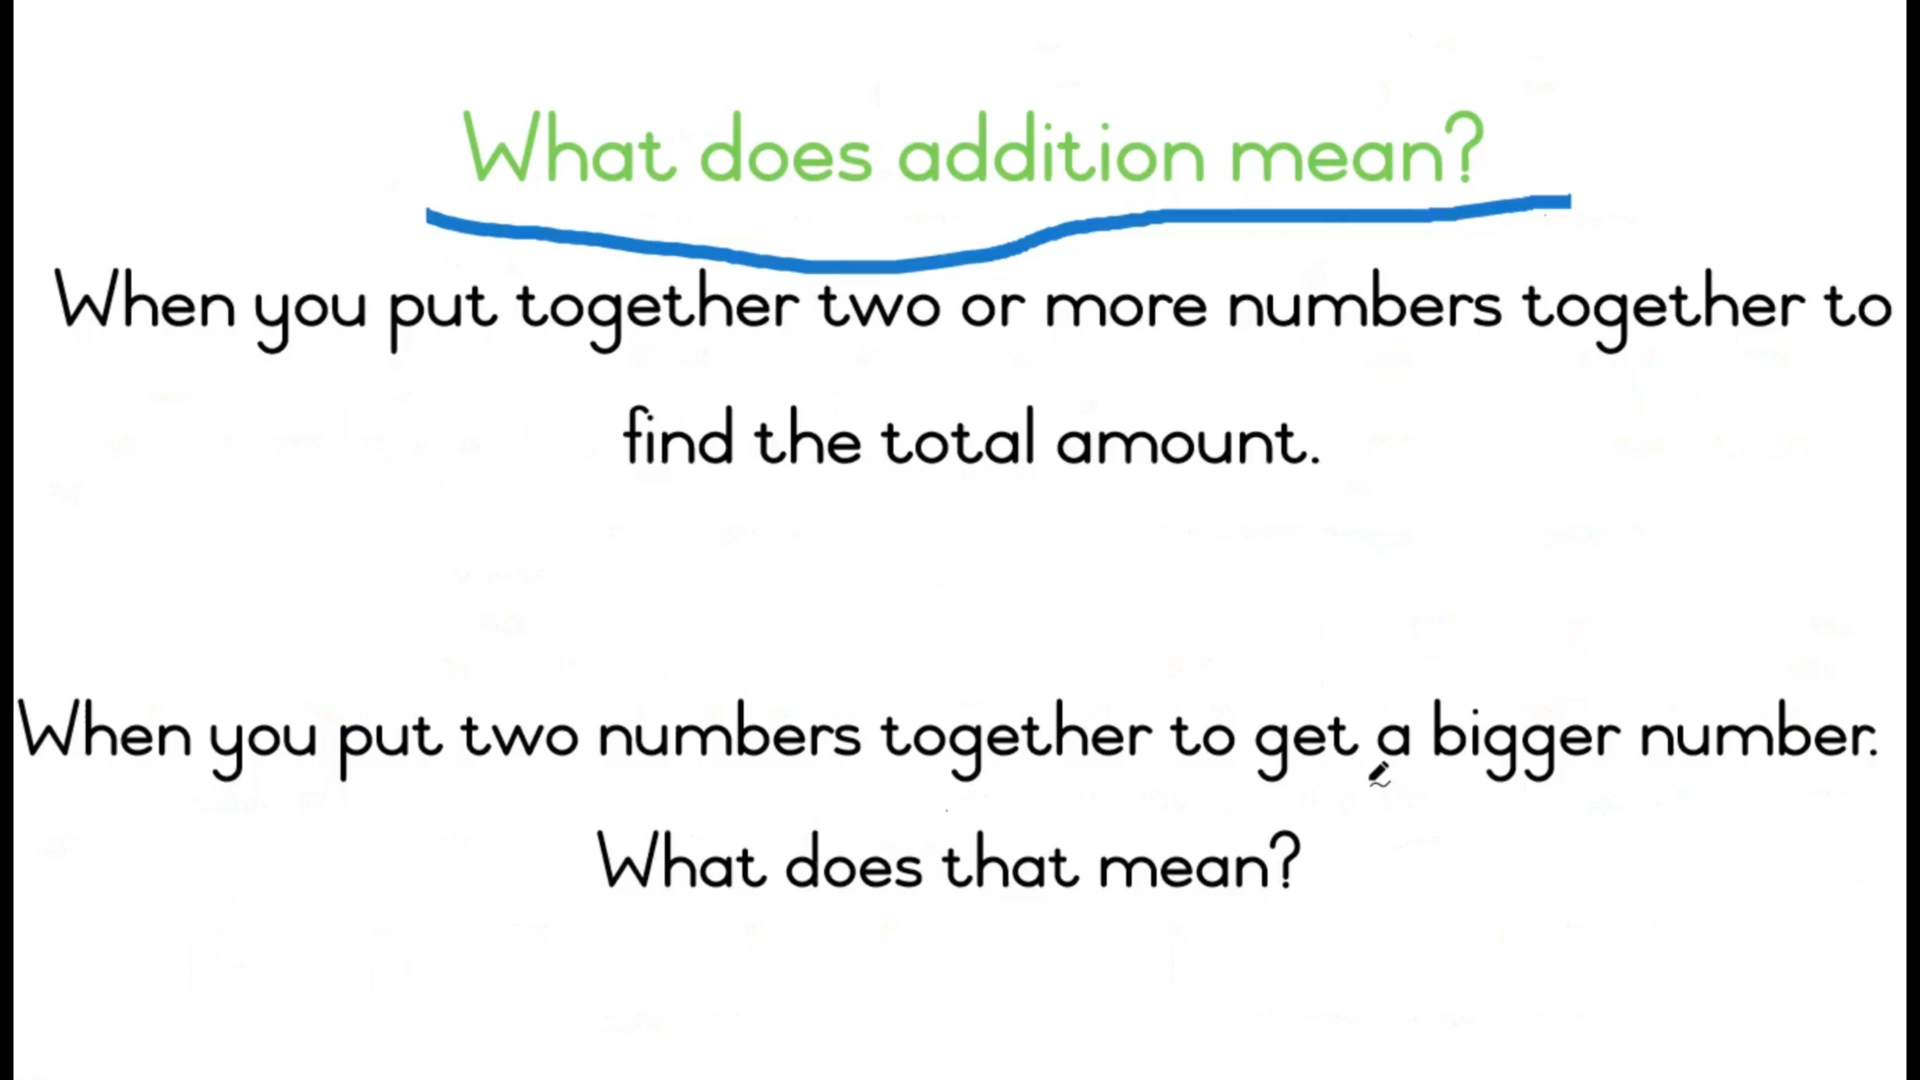 What does addition mean?
When you put together two or more numbers together to
find the total amount.
When you put two numbers together to get a bigger number.
What does that mean?